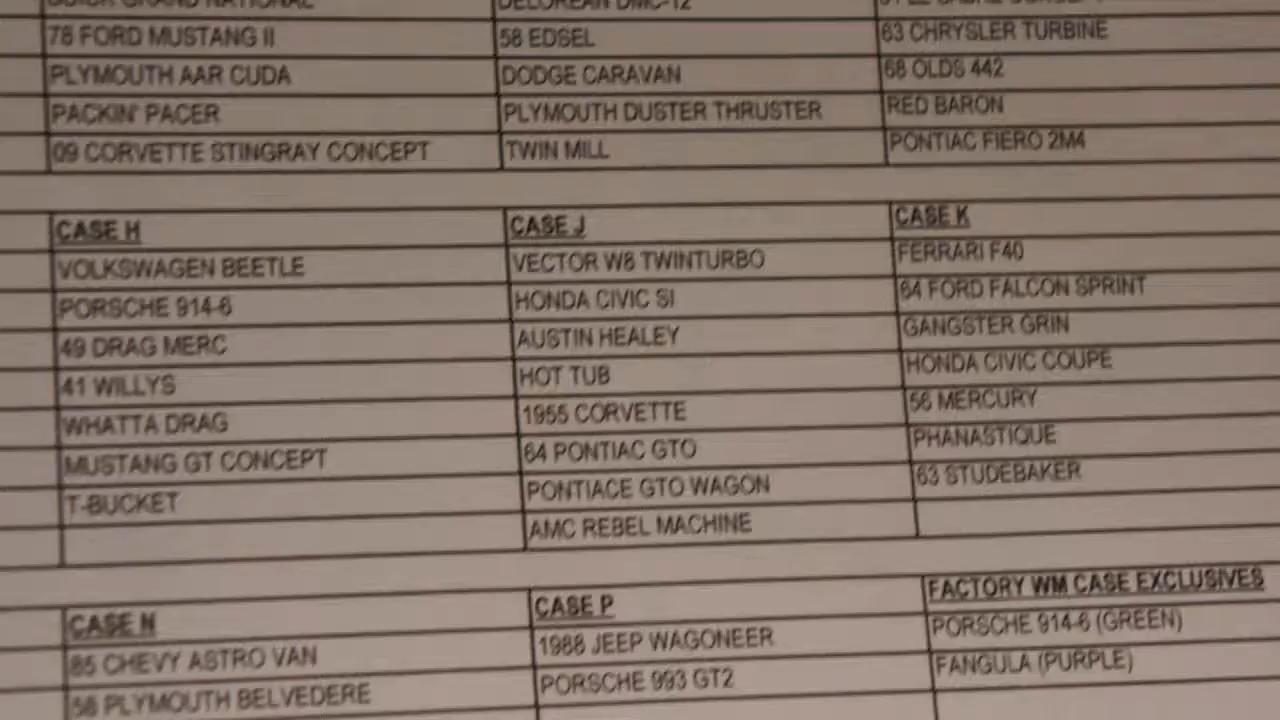 78 FORD MUSTANG II
PLYMOUTH AAR CUDA
PACKIN' PACER
09 CORVETTE STINGRAY CONCEPT
DELOREAN DMC-12
58 EDSEL
DODGE CARAVAN
PLYMOUTH DUSTER THRUSTER
TWIN MILL
63 CHRYSLER TURBINE
68 OLDS 442
RED BARON
PONTIAC FIERO 2M4
CASE H
VOLKSWAGEN BEETLE
PORSCHE 914-6
49 DRAG MERC
41 WILLYS
WHATTA DRAG
MUSTANG GT CONCEPT
T-BUCKET
CASE J
VECTOR W8 TWINTURBO
HONDA CIVIC SI
AUSTIN HEALEY
HOT TUB
1955 CORVETTE
64 PONTIAC GTO
PONTIACE GTO WAGON
AMC REBEL MACHINE
CASE K
FERRARI F40
64 FORD FALCON SPRINT
GANGSTER GRIN
HONDA CIVIC COUPE
56 MERCURY
PHANASTIQUE
63 STUDEBAKER
CASE N
85 CHEVY ASTRO VAN
58 PLYMOUTH BELVEDERE
CASE P
1988 JEEP WAGONEER
PORSCHE 993 GT2
FACTORY WM CASE EXCLUSIVES
PORSCHE 914-6 (GREEN)
FANGULA (PURPLE)